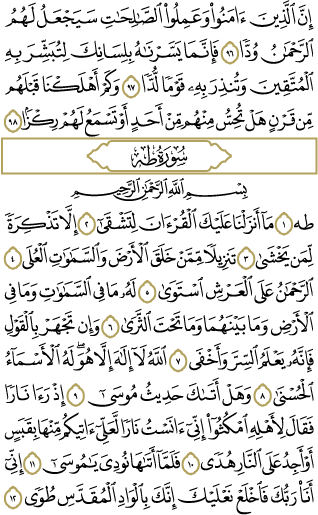 إِنَّ ٱلَّذِينَ ءَامَنُوا۟ وَعَمِلُوا۟ ٱلصَّـٰلِحَـٰتِ سَيَجْعَلُ لَهُمُ
ٱلرَّحْمَـٰنُ وُدًّا ٩٦ فَإِنَّمَا يَسَّرْنَـٰهُ بِلِسَانِكَ لِتُبَشِّرَ بِهِ
ٱلْمُتَّقِينَ وَتُنذِرَ بِهِۦ قَوْمًا لُّدًّا ٩٧ وَكَمْ أَهْلَكْنَا قَبْلَهُم
مِّن قَرْنٍ هَلْ تُحِسُّ مِنْهُم مِّنْ أَحَدٍ أَوْ تَسْمَعُ لَهُمْ رِكْزًۢا ٩٨
سُورَةُ طه
بِسْمِ ٱللَّهِ ٱلرَّحْمَـٰنِ ٱلرَّحِيمِ
طه ١ مَآ أَنزَلْنَا عَلَيْكَ ٱلْقُرْءَانَ لِتَشْقَىٰٓ ٢ إِلَّا تَذْكِرَةً
لِّمَن يَخْشَىٰ ٣ تَنزِيلًا مِّمَّنْ خَلَقَ ٱلْأَرْضَ وَٱلسَّمَـٰوَٰتِ ٱلْعُلَى ٤
ٱلرَّحْمَـٰنُ عَلَى ٱلْعَرْشِ ٱسْتَوَىٰ ٥ لَهُۥ مَا فِى ٱلسَّمَـٰوَٰتِ وَمَا فِى
ٱلْأَرْضِ وَمَا بَيْنَهُمَا وَمَا تَحْتَ ٱلثَّرَىٰ ٦ وَإِن تَجْهَرْ بِٱلْقَوْلِ
فَإِنَّهُۥ يَعْلَمُ ٱلسِّرَّ وَأَخْفَى ٧ ٱللَّهُ لَآ إِلَـٰهَ إِلَّا هُوَ ۖ لَهُ ٱلْأَسْمَآءُ
ٱلْحُسْنَىٰ ٨ وَهَلْ أَتَىٰكَ حَدِيثُ مُوسَىٰٓ ٩ إِذْ رَءَا نَارًا
فَقَالَ لِأَهْلِهِ ٱمْكُثُوٓا۟ إِنِّىٓ ءَانَسْتُ نَارًا لَّعَلِّىٓ ءَاتِيكُم مِّنْهَا بِقَبَسٍ
أَوْ أَجِدُ عَلَى ٱلنَّارِ هُدًى ١٠ فَلَمَّآ أَتَىٰهَا نُودِىَ يَـٰمُوسَىٰٓ ١١ إِنِّىٓ
أَنَا۠ رَبُّكَ فَٱخْلَعْ نَعْلَيْكَ ۖ إِنَّكَ بِٱلْوَادِ ٱلْمُقَدَّسِ طُوًى ١٢